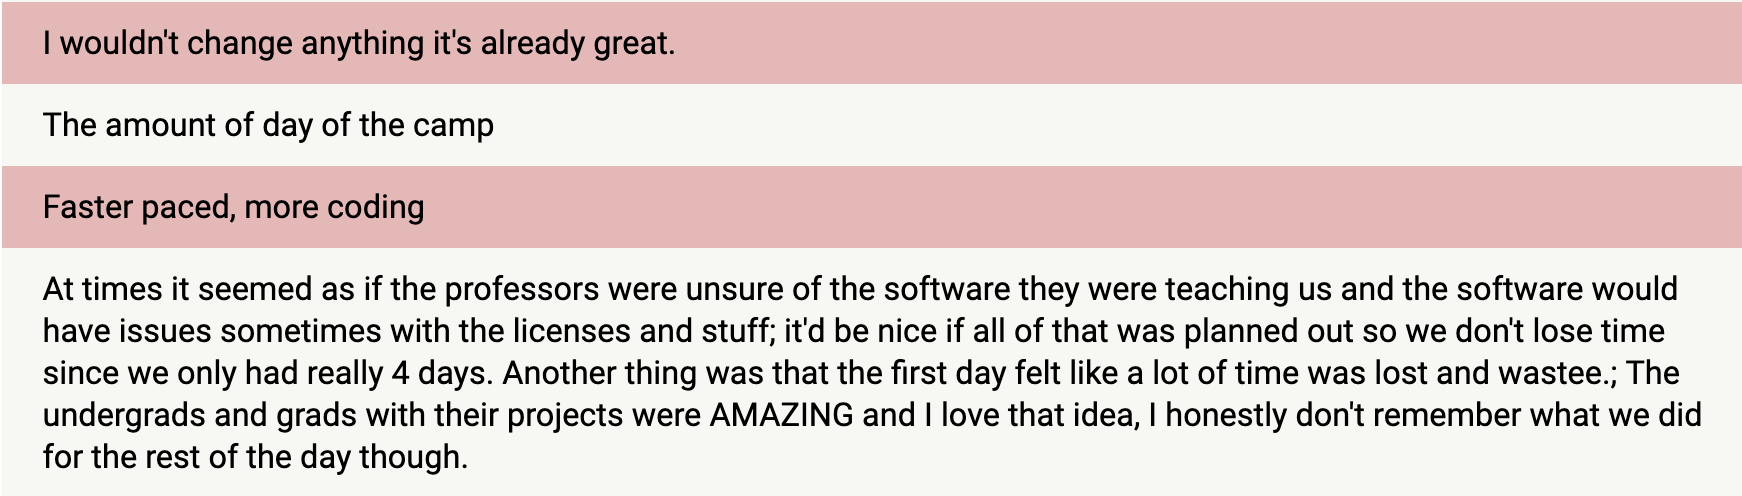 I wouldn't change anything it's already great.
The amount of day of the camp
Faster paced, more coding
At times it seemed as if the professors were unsure of the software they were teaching us and the software would
have issues sometimes with the licenses and stuff; it'd be nice if all of that was planned out so we don't lose time
since we only had really 4 days. Another thing was that the first day felt like a lot of time was lost and wastee.; The
undergrads and grads with their projects were AMAZING and I love that idea, I honestly don't remember what we did
for the rest of the day though.